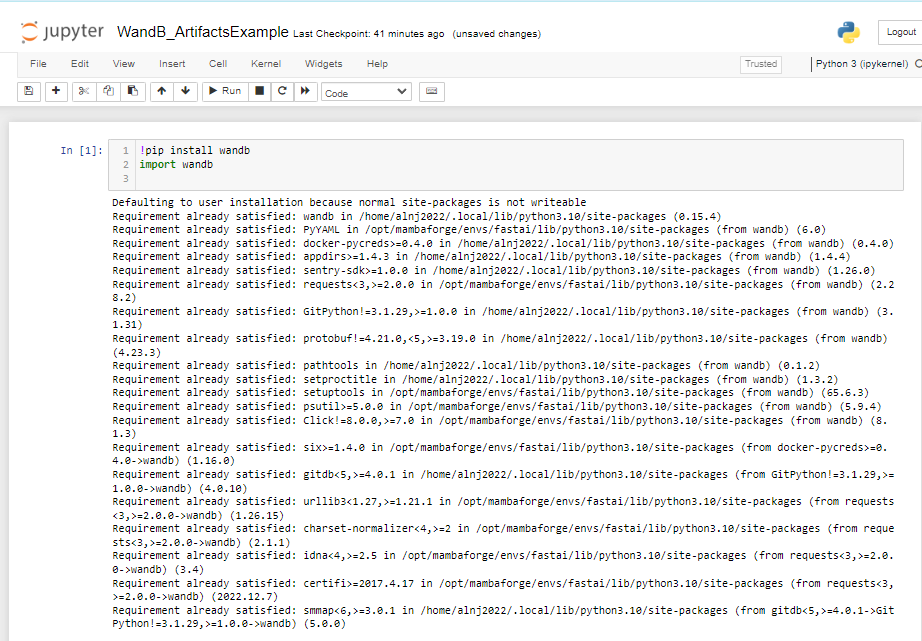 jupyter WandB_ArtifactsExample Last Checkpoint: 41 minutes ago (unsaved changes) Logout
File Edit View Insert Cell Kernel Widgets Help Trusted Python 3 (ipykernel)
Run Code
In [1]: 1 !pip install wandb
2 import wandb
3
Defaulting to user installation because normal site-packages is not writeable
Requirement already satisfied: wandb in /home/alnj2022/.local/lib/python3.10/site-packages (0.15.4)
Requirement already satisfied: PyYAML in /opt/mambaforge/envs/fastai/lib/python3.10/site-packages (from wandb) (6.0)
Requirement already satisfied: docker-pycreds>=0.4.0 in /home/alnj2022/.local/lib/python3.10/site-packages (from wandb) (0.4.0)
Requirement already satisfied: appdirs>=1.4.3 in /home/alnj2022/.local/lib/python3.10/site-packages (from wandb) (1.4.4)
Requirement already satisfied: sentry-sdk>=1.0.0 in /home/alnj2022/.local/lib/python3.10/site-packages (from wandb) (1.26.0)
Requirement already satisfied: requests<3,>=2.0.0 in /opt/mambaforge/envs/fastai/lib/python3.10/site-packages (from wandb) (2.2
8.2)
Requirement already satisfied: GitPython!=3.1.29,>=1.0.0 in /home/alnj2022/.local/lib/python3.10/site-packages (from wandb) (3.
1.31)
Requirement already satisfied: protobuf!=4.21.0,<5,>=3.19.0 in /home/alnj2022/.local/lib/python3.10/site-packages (from wandb)
(4.23.3)
Requirement already satisfied: pathtools in /home/alnj2022/.local/lib/python3.10/site-packages (from wandb) (0.1.2)
Requirement already satisfied: setproctitle in /home/alnj2022/.local/lib/python3.10/site-packages (from wandb) (1.3.2)
Requirement already satisfied: setuptools in /opt/mambaforge/envs/fastai/lib/python3.10/site-packages (from wandb) (65.6.3)
Requirement already satisfied: psutil>=5.0.0 in /opt/mambaforge/envs/fastai/lib/python3.10/site-packages (from wandb) (5.9.4)
Requirement already satisfied: Click!=8.0.0,>=7.0 in /opt/mambaforge/envs/fastai/lib/python3.10/site-packages (from wandb) (8.
1.3)
Requirement already satisfied: six>=1.4.0 in /opt/mambaforge/envs/fastai/lib/python3.10/site-packages (from docker-pycreds>=0.
4.0->wandb) (1.16.0)
Requirement already satisfied: gitdb<5,>=4.0.1 in /home/alnj2022/.local/lib/python3.10/site-packages (from GitPython!=3.1.29,>=
1.0.0->wandb) (4.0.10)
Requirement already satisfied: urllib3<1.27,>=1.21.1 in /opt/mambaforge/envs/fastai/lib/python3.10/site-packages (from requests
<3,>=2.0.0->wandb) (1.26.15)
Requirement already satisfied: charset-normalizer<4,>=2 in /opt/mambaforge/envs/fastai/lib/python3.10/site-packages (from reque
sts<3,>=2.0.0->wandb) (2.1.1)
Requirement already satisfied: idna<4,>=2.5 in /opt/mambaforge/envs/fastai/lib/python3.10/site-packages (from requests<3,>=2.0.
0->wandb) (3.4)
Requirement already satisfied: certifi>=2017.4.17 in /opt/mambaforge/envs/fastai/lib/python3.10/site-packages (from requests<3,
>=2.0.0->wandb) (2022.12.7)
Requirement already satisfied: smmap<6,>=3.0.1 in /home/alnj2022/.local/lib/python3.10/site-packages (from gitdb<5,>=4.0.1->Git
Python!=3.1.29,>=1.0.0->wandb) (5.0.0)